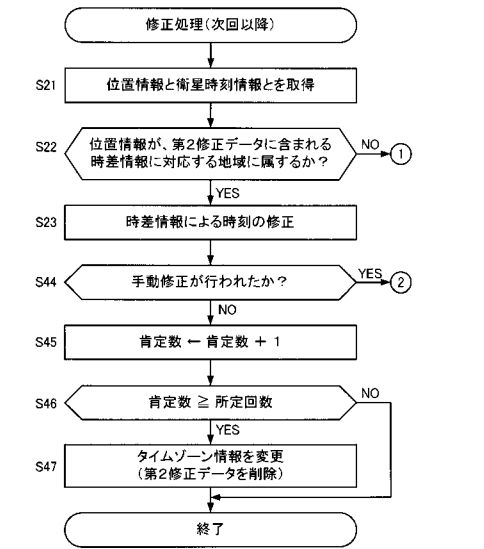 修正処理(次回以降)
S21
位置情報と衛星時刻情報とを取得
S22
位置情報が、第2修正データに含まれる
時差情報に対応する地域に属するか?
NO
1
YES
S23
時差情報による時刻の修正
S44
手動修正が行われたか?
YES
2
NO
S45
肯定数 ← 肯定数 + 1
S46
肯定数 ≧ 所定回数
NO
YES
S47
タイムゾーン情報を変更
(第2修正データを削除)
終了